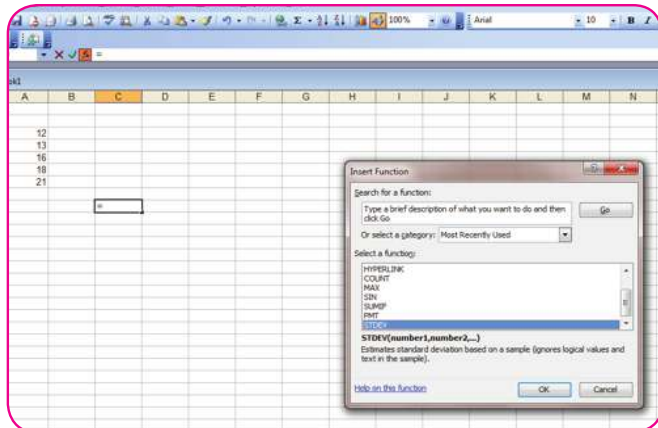 100%
Arial
10
B
I
=
ok1
A B C D E F G H I J K L M N
12
13
16
18
21
=
Insert Function
Search for a function:
Type a brief description of what you want to do and then
click Go
Go
Or select a category: Most Recently Used
Select a function:
HYPERLINK
COUNT
MAX
SIN
SUMIF
PMT
STDEV
STDEV(number1,number2,...)
Estimates standard deviation based on a sample (ignores logical values and
text in the sample).
Help on this function
OK
Cancel